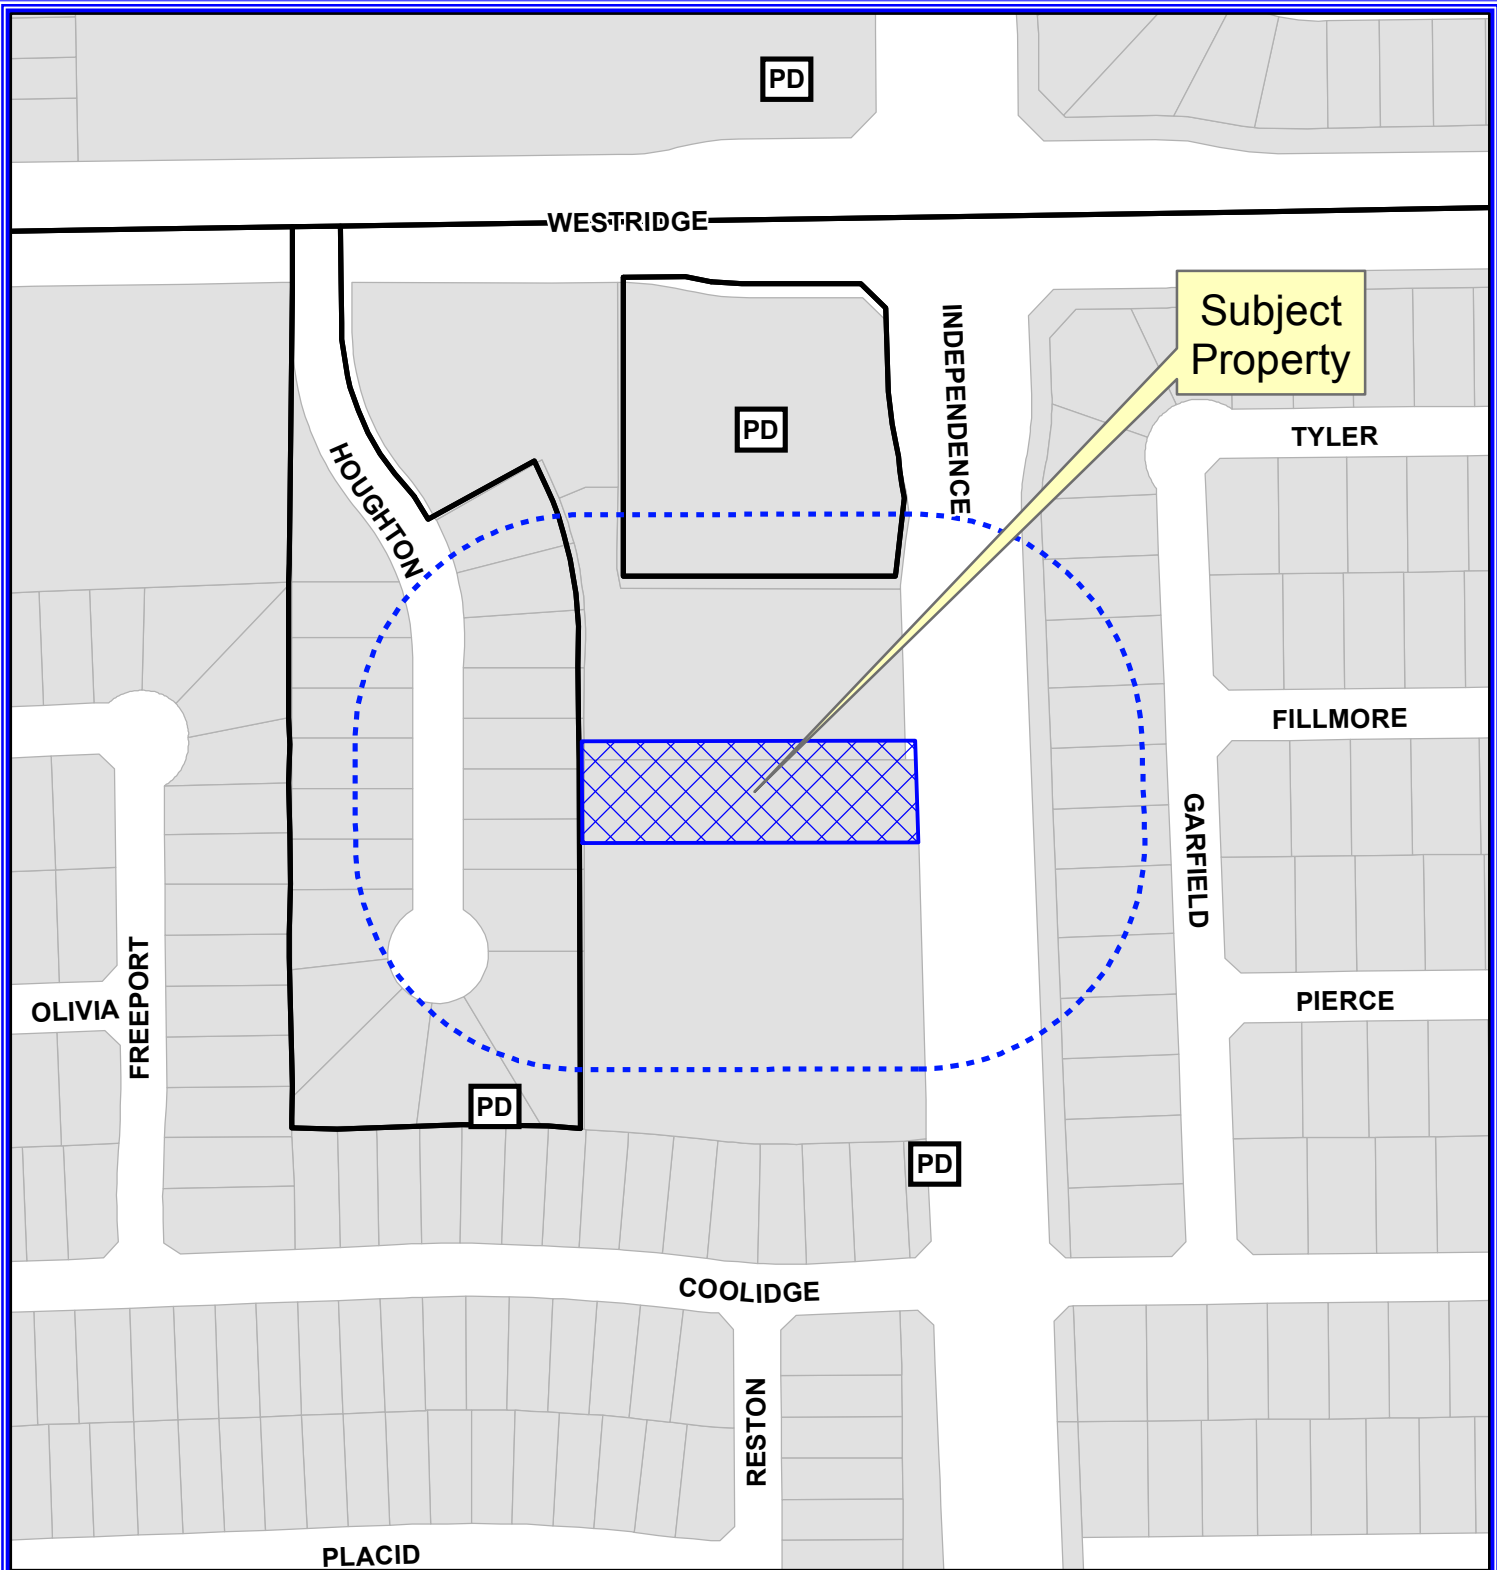 PD
WESTRIDGE
Subject
Property
INDEPENDENCE
PD
TYLER
HOUGHTON
FILLMORE
GARFIELD
FREEPORT
OLIVIA
PIERCE
PD
PD
COOLIDGE
RESTON
PLACID